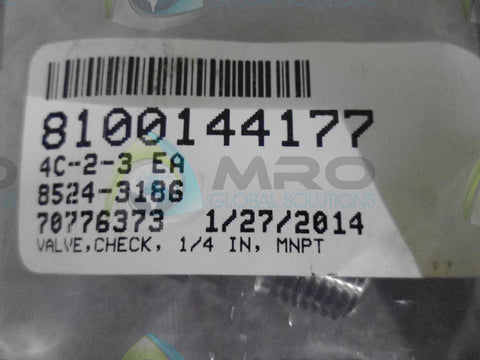 8100144177
4C-2-3 EA
8524-3186
70776373 1/27/2014
VALVE,CHECK, 1/4 IN, MNPT
MRO
GLOBAL SOLUTIONS